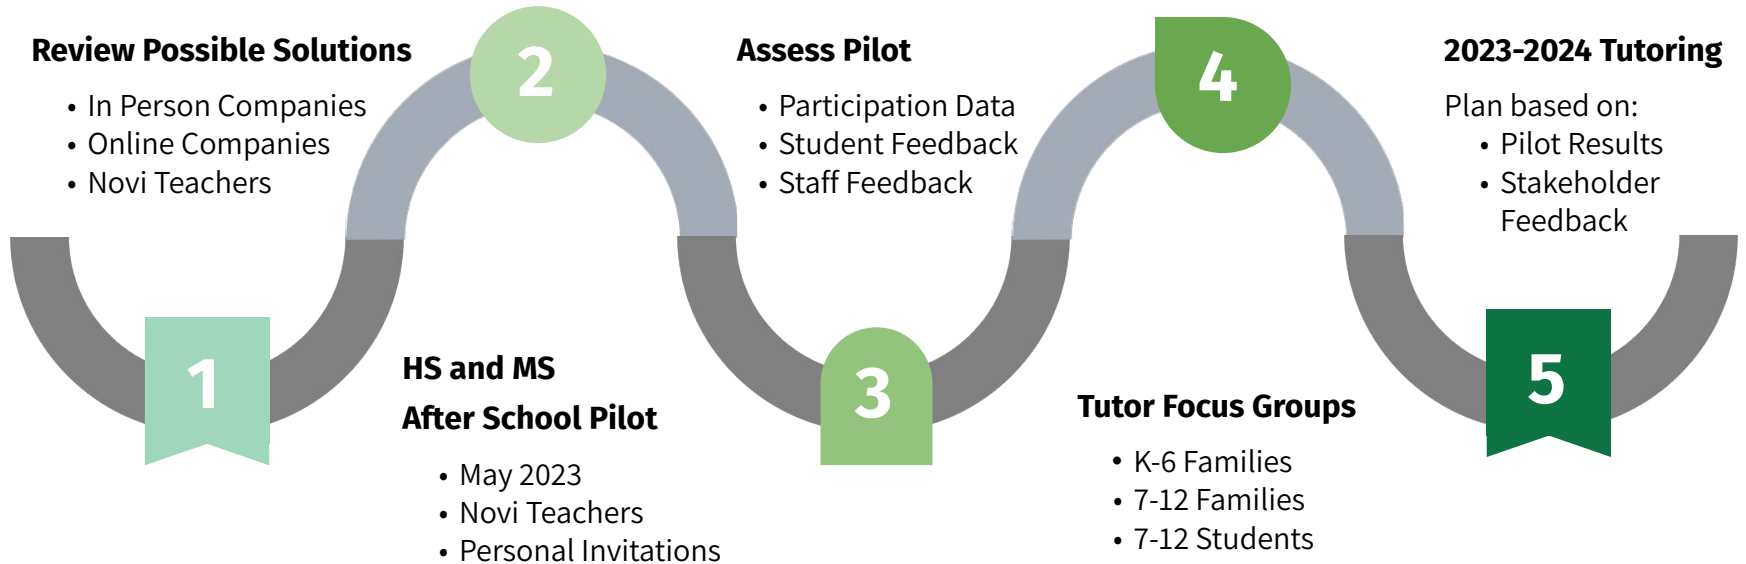 1
Review Possible Solutions
• In Person Companies
• Online Companies
• Novi Teachers
2
HS and MS
After School Pilot
• May 2023
• Novi Teachers
• Personal Invitations
3
Assess Pilot
• Participation Data
• Student Feedback
• Staff Feedback
4
Tutor Focus Groups
• K-6 Families
• 7-12 Families
• 7-12 Students
5
2023-2024 Tutoring
Plan based on:
• Pilot Results
• Stakeholder
Feedback